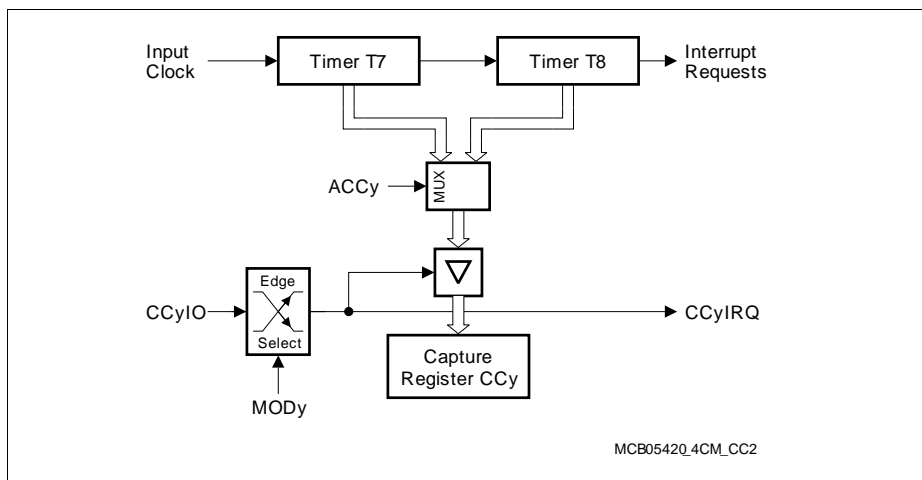 Input
Clock
Timer T7
Timer T8
Interrupt
Requests
ACCy
MUX
CCyIO
Edge
Select
CCyIRQ
Capture
Register CCy
MODy
MCB05420_4CM_CC2